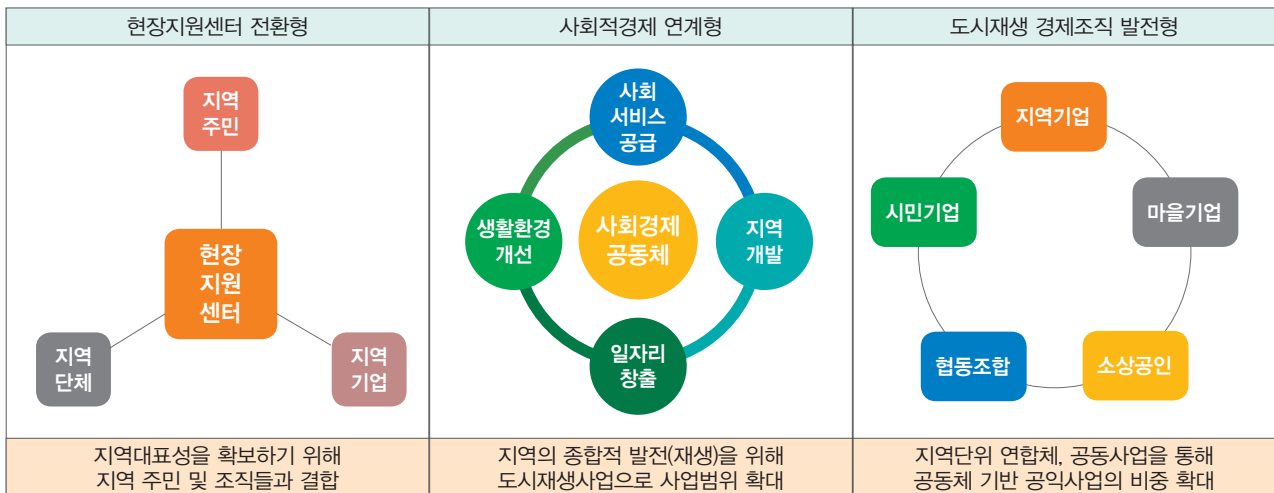 현장지원센터 전환형
지역
주민
현장
지원
센터
지역
단체
지역
기업
지역대표성을 확보하기 위해
지역 주민 및 조직들과 결합
사회적경제 연계형
사회
서비스
공급
생활환경
개선
사회경제
공동체
지역
개발
일자리
창출
지역의 종합적 발전(재생)을 위해
도시재생사업으로 사업범위 확대
도시재생 경제조직 발전형
지역기업
시민기업
마을기업
협동조합
소상공인
지역단위 연합체, 공동사업을 통해
공동체 기반 공익사업의 비중 확대